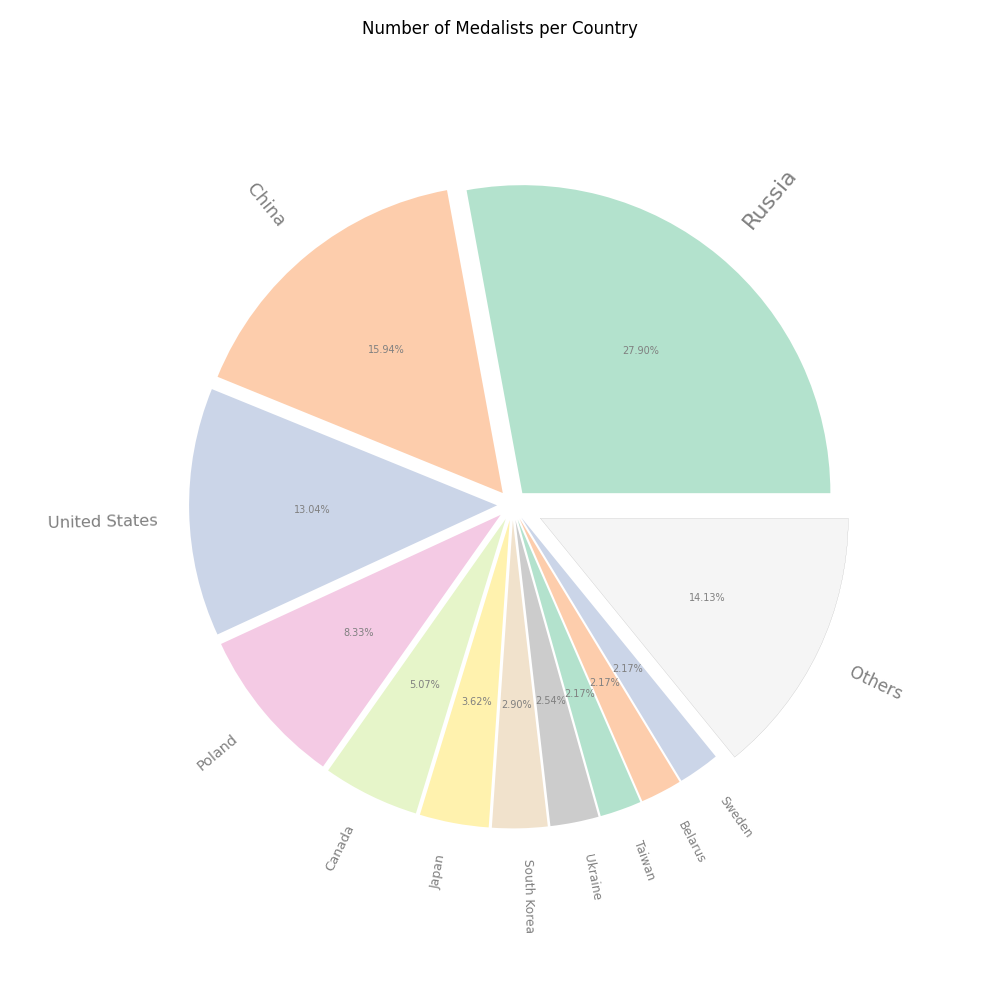 Number of Medalists per Country
Russia
27.90%
China
15.94%
United States
13.04%
Poland
8.33%
Canada
5.07%
Japan
3.62%
South Korea
2.90%
Ukraine
2.54%
Taiwan
2.17%
Belarus
2.17%
Sweden
2.17%
Others
14.13%